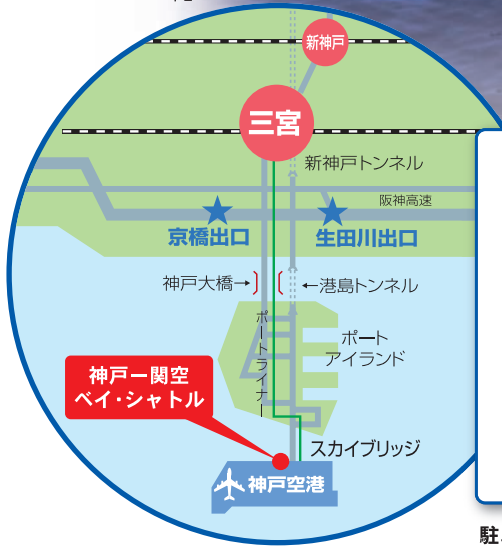 新神戸
三宮
新神戸トンネル
阪神高速
京橋出口
生田川出口
神戸大橋→
←港島トンネル
ポートライナー
ポート
アイランド
神戸ー関空
ベイ・シャトル
スカイブリッジ
神戸空港
駐